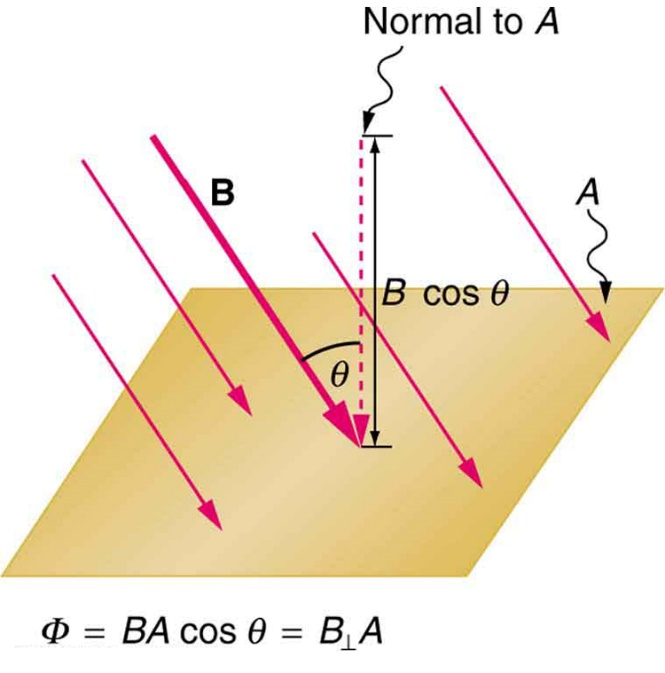 Normal to A
B
A
B cos θ
θ
Φ = BA cos θ = B⊥A